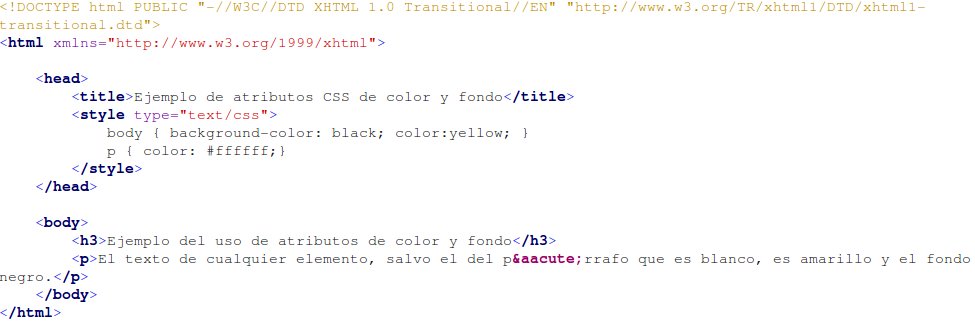 <!DOCTYPE html PUBLIC "-//W3C//DTD XHTML 1.0 Transitional//EN" "http://www.w3.org/TR/xhtml1/DTD/xhtml1-
transitional.dtd">
<html xmlns="http://www.w3.org/1999/xhtml">
<head>
<title>Ejemplo de atributos CSS de color y fondo</title>
<style type="text/css">
body { background-color: black; color:yellow; }
p { color: #ffffff;}
</style>
</head>
<body>
<h3>Ejemplo del uso de atributos de color y fondo</h3>
<p>El texto de cualquier elemento, salvo el del p&aacute;rrafo que es blanco, es amarillo y el fondo
negro.</p>
</body>
</html>